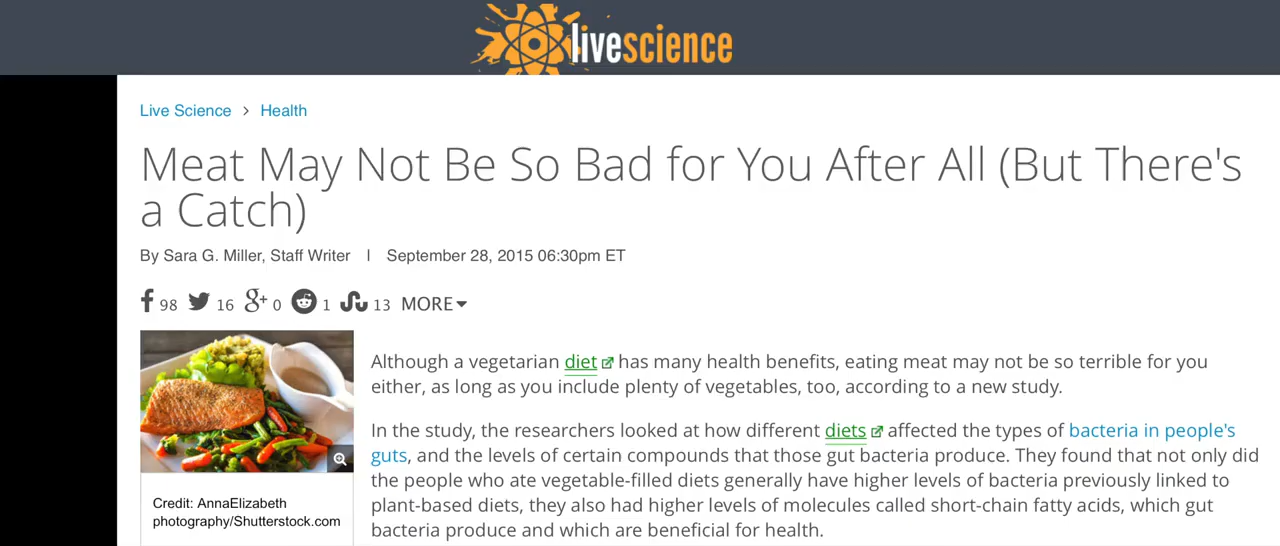 livescience
Live Science > Health
Meat May Not Be So Bad for You After All (But There's
a Catch)
By Sara G. Miller, Staff Writer | September 28, 2015 06:30pm ET
98 16 g+ 0 1 13 MORE
Although a vegetarian diet has many health benefits, eating meat may not be so terrible for you
either, as long as you include plenty of vegetables, too, according to a new study.
In the study, the researchers looked at how different diets affected the types of bacteria in people's
guts, and the levels of certain compounds that those gut bacteria produce. They found that not only did
the people who ate vegetable-filled diets generally have higher levels of bacteria previously linked to
plant-based diets, they also had higher levels of molecules called short-chain fatty acids, which gut
bacteria produce and which are beneficial for health.
Credit: AnnaElizabeth
photography/Shutterstock.com